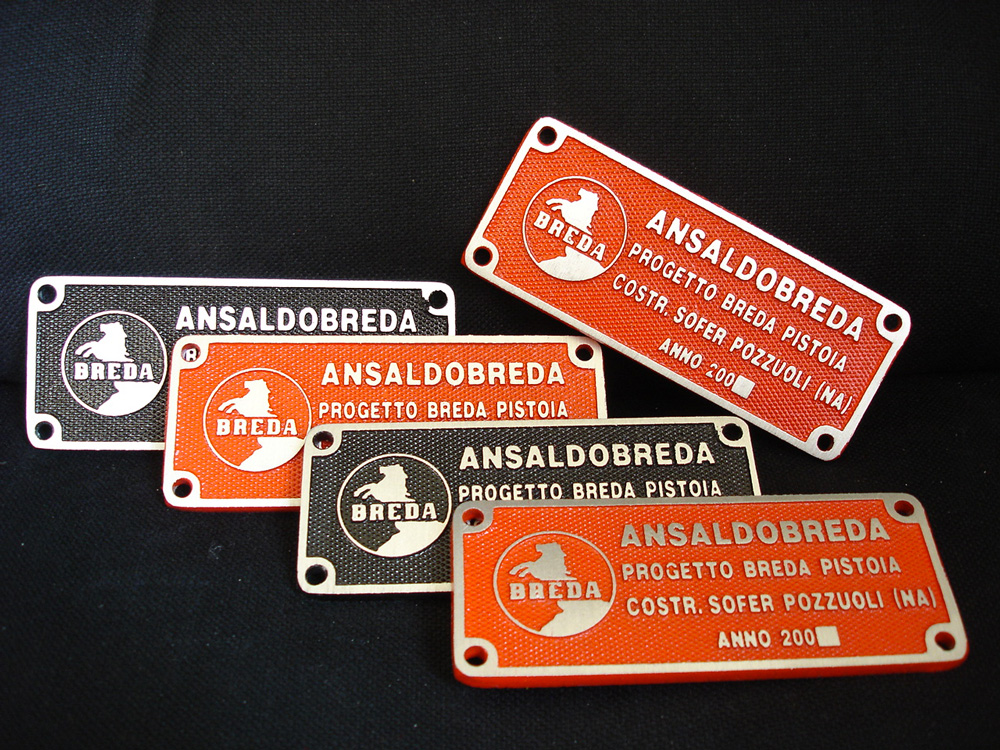 BREDA
ANSALDOBREDA
PROGETTO BREDA PISTOIA
COSTR. SOFER POZZUOLI (NA)
ANNO 200
BREDA
ANSALDOBREDA
BREDA
ANSALDOBREDA
PROGETTO BREDA PISTOIA
BREDA
ANSALDOBREDA
PROGETTO BREDA PISTOIA
BREDA
ANSALDOBREDA
PROGETTO BREDA PISTOIA
COSTR. SOFER POZZUOLI (NA)
ANNO 200